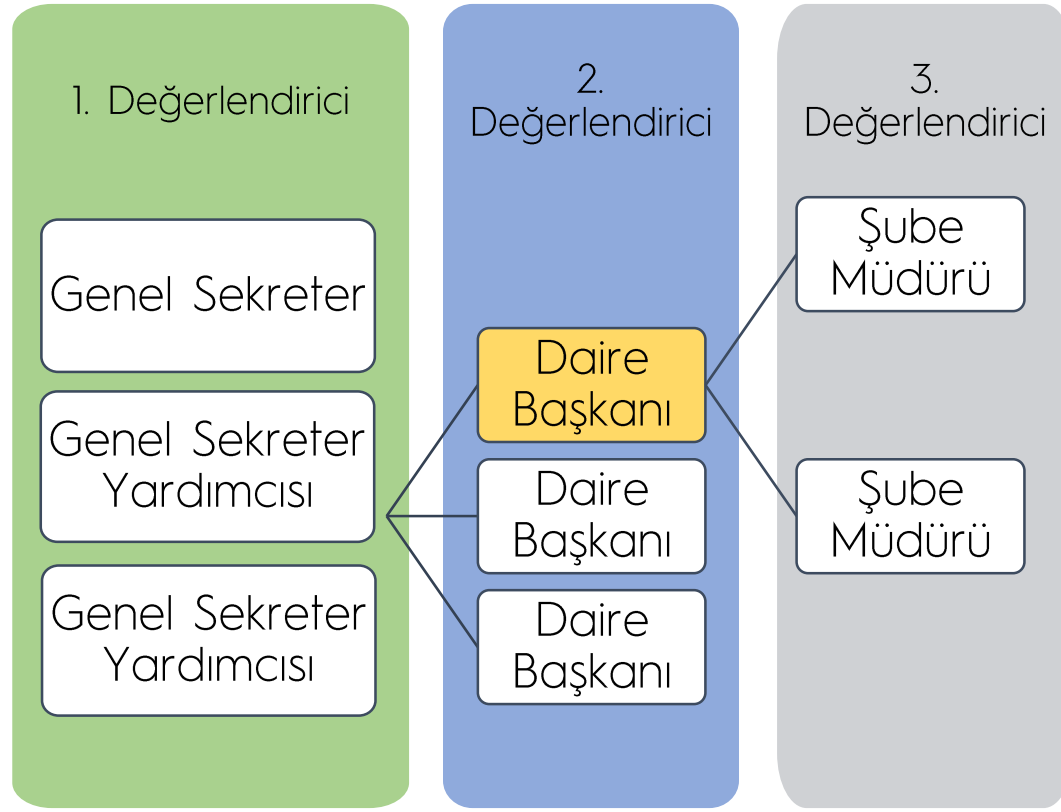 1. Değerlendirici
Genel Sekreter
Genel Sekreter
Yardımcısı
Genel Sekreter
Yardımcısı
2.
Değerlendirici
Daire
Başkanı
Daire
Başkanı
Daire
Başkanı
3.
Değerlendirici
Şube
Müdürü
Şube
Müdürü